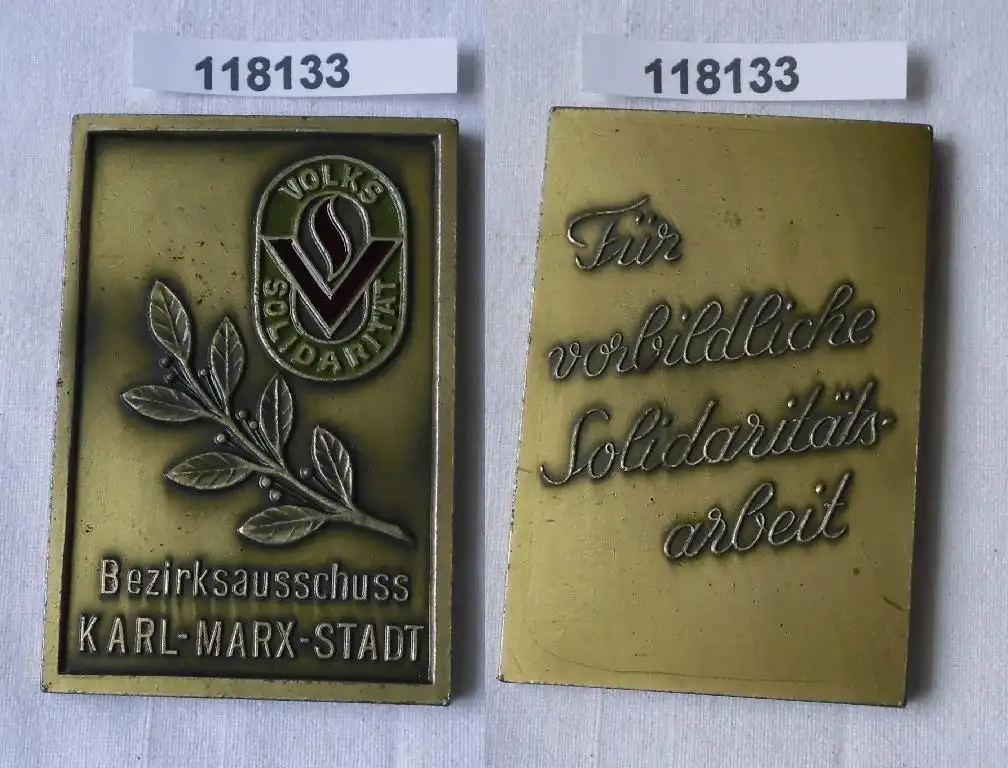 118133
VOLKS
SOLIDARITÄT
Bezirksausschuss
KARL-MARX-STADT
118133
Für
vorbildliche
Solidaritäts-
arbeit